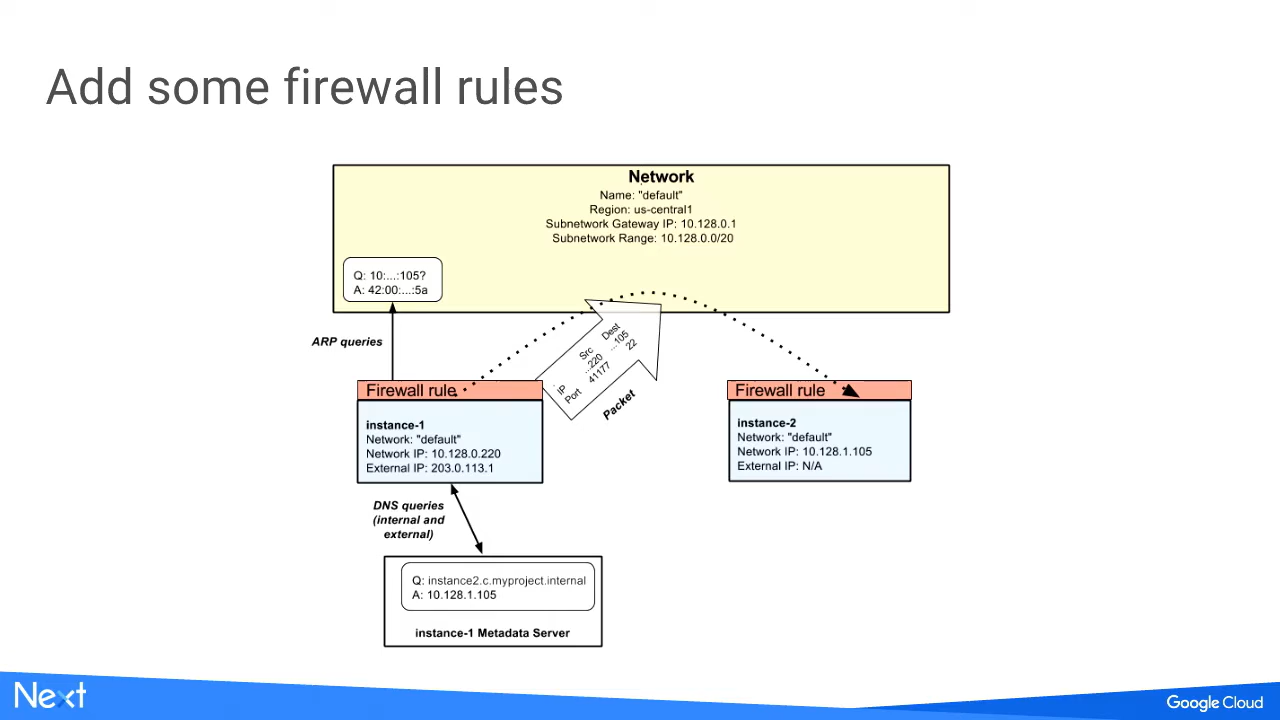 Add some firewall rules
Network
Name: "default"
Region: us-central1
Subnetwork Gateway IP: 10.128.0.1
Subnetwork Range: 10.128.0.0/20
Q: 10:...:105?
A: 42:00:...:5a
ARP queries
Src Dest
IP ...220 ...105
Port 41177 22
Packet
Firewall rule
instance-1
Network: "default"
Network IP: 10.128.0.220
External IP: 203.0.113.1
Firewall rule
instance-2
Network: "default"
Network IP: 10.128.1.105
External IP: N/A
DNS queries
(internal and
external)
Q: instance2.c.myproject.internal
A: 10.128.1.105
instance-1 Metadata Server
Next
Google Cloud